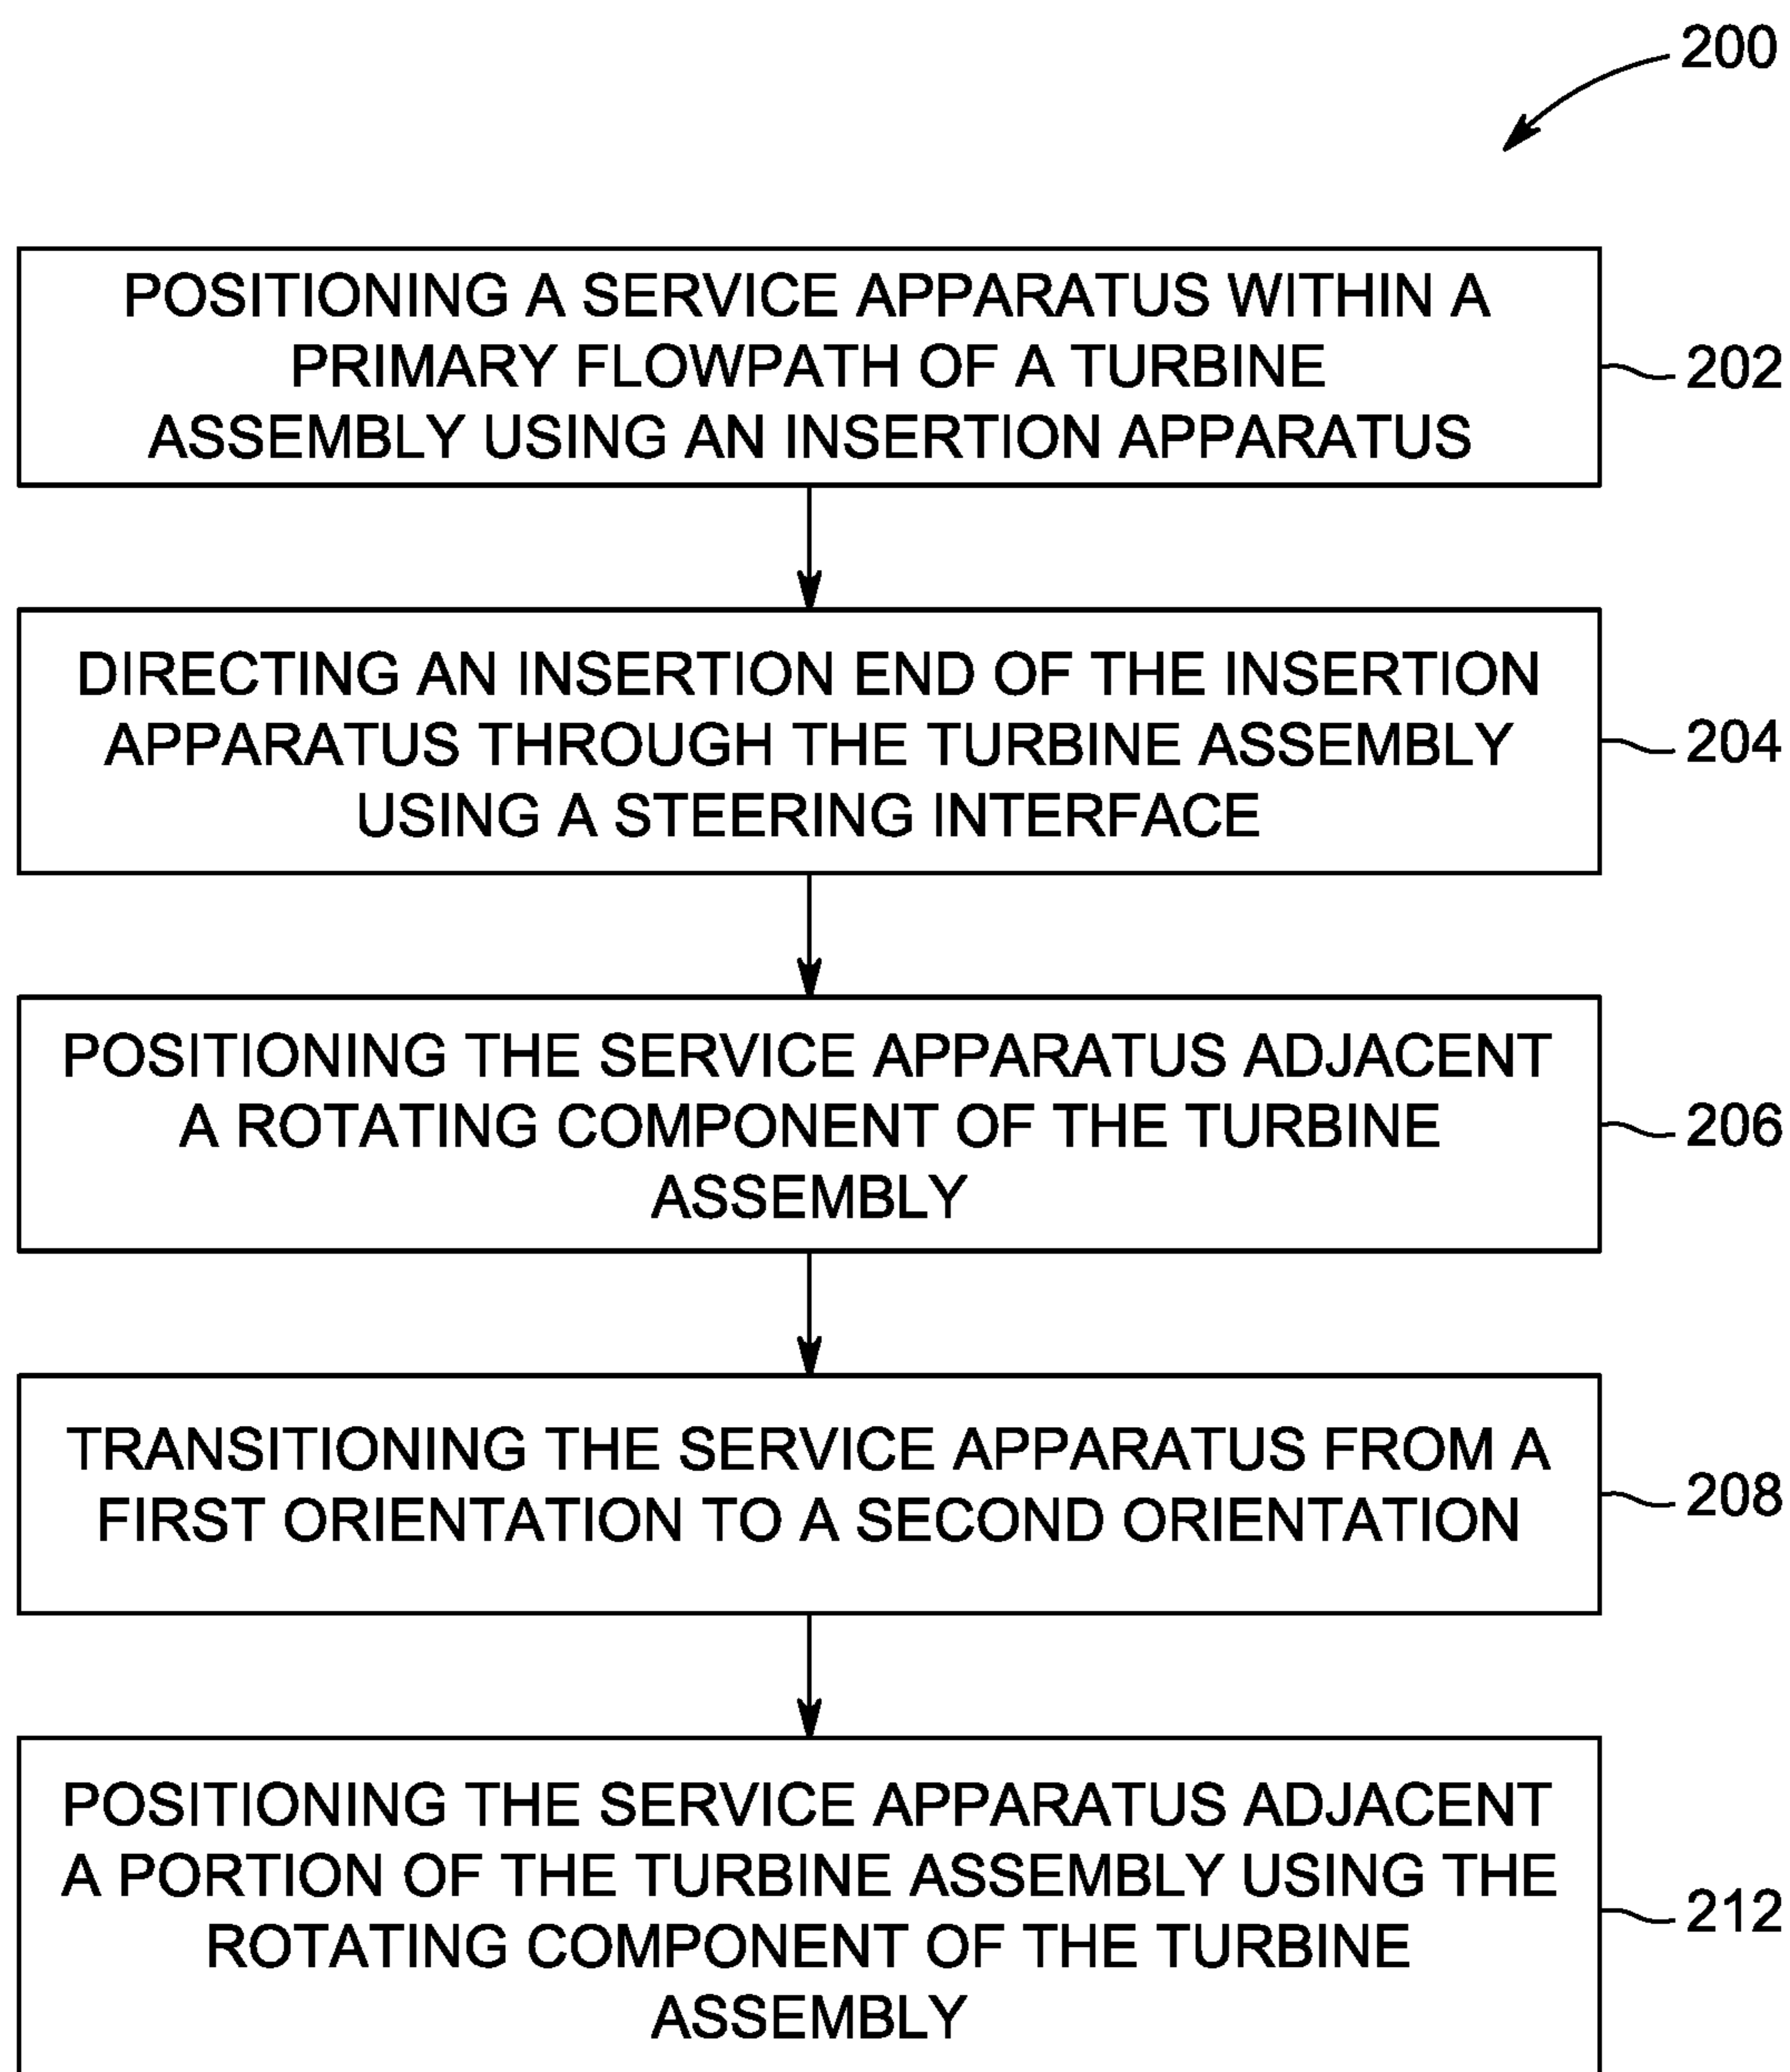 200
POSITIONING A SERVICE APPARATUS WITHIN A
PRIMARY FLOWPATH OF A TURBINE
ASSEMBLY USING AN INSERTION APPARATUS
202
DIRECTING AN INSERTION END OF THE INSERTION
APPARATUS THROUGH THE TURBINE ASSEMBLY
USING A STEERING INTERFACE
204
POSITIONING THE SERVICE APPARATUS ADJACENT
A ROTATING COMPONENT OF THE TURBINE
ASSEMBLY
206
TRANSITIONING THE SERVICE APPARATUS FROM A
FIRST ORIENTATION TO A SECOND ORIENTATION
208
POSITIONING THE SERVICE APPARATUS ADJACENT
A PORTION OF THE TURBINE ASSEMBLY USING THE
ROTATING COMPONENT OF THE TURBINE
ASSEMBLY
212